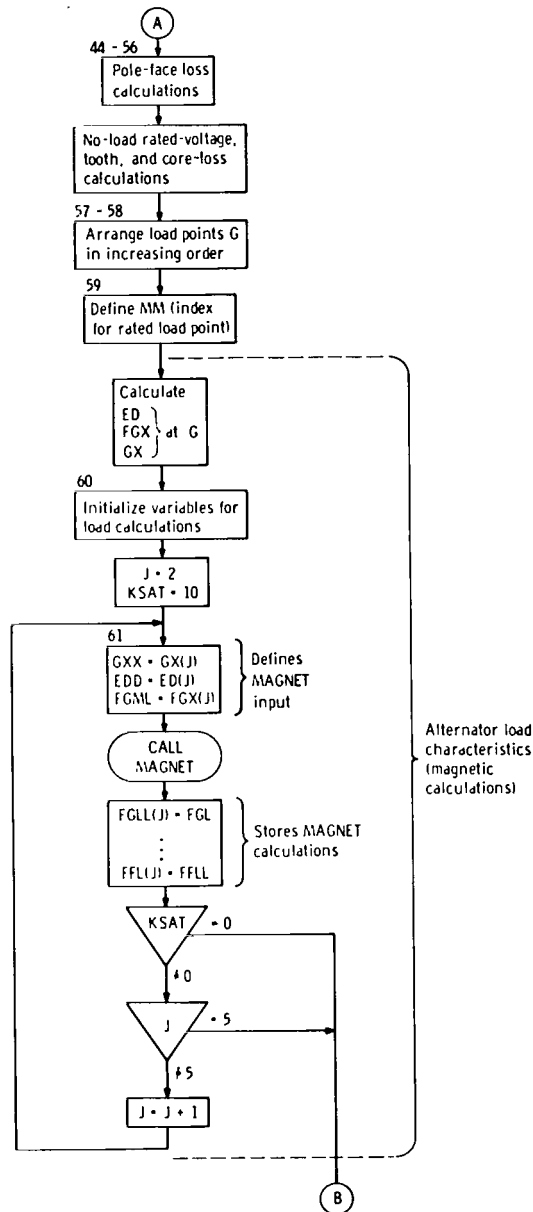 A
44 - 56
Pole-face loss
calculations
No-load rated-voltage,
tooth, and core-loss
calculations
57 - 58
Arrange load points G
in increasing order
59
Define MM (index
for rated load point)
Calculate
ED
FGX
GX
at G
60
Initialize variables for
load calculations
J = 2
KSAT = 10
61
GXX = GX(J)
EDD = ED(J)
FGML = FGX(J)
Defines
MAGNET
input
CALL
MAGNET
FGLL(J) = FGL
FFL(J) = FFLL
Stores MAGNET
calculations
Alternator load
characteristics
(magnetic
calculations)
KSAT
= 0
≠ 0
J
= 5
≠ 5
J = J + 1
B